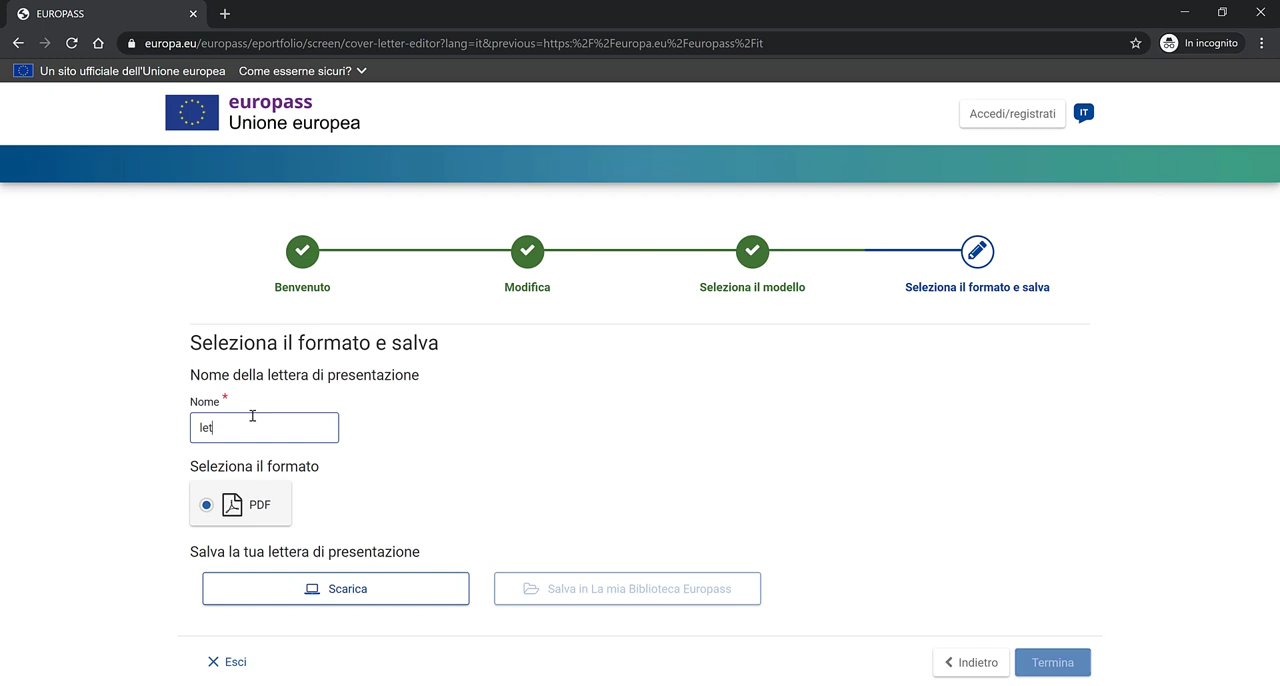 EUROPASS
europa.eu/europass/eportfolio/screen/cover-letter-editor?lang=it&previous=https:%2F%2Feuropa.eu%2Feuropass%2Fit
In incognito
Un sito ufficiale dell'Unione europea Come esserne sicuri?
europass
Unione europea
Accedi/registrati
IT
Benvenuto
Modifica
Seleziona il modello
Seleziona il formato e salva
Seleziona il formato e salva
Nome della lettera di presentazione
Nome *
let
Seleziona il formato
PDF
Salva la tua lettera di presentazione
Scarica
Salva in La mia Biblioteca Europass
Esci
Indietro
Termina